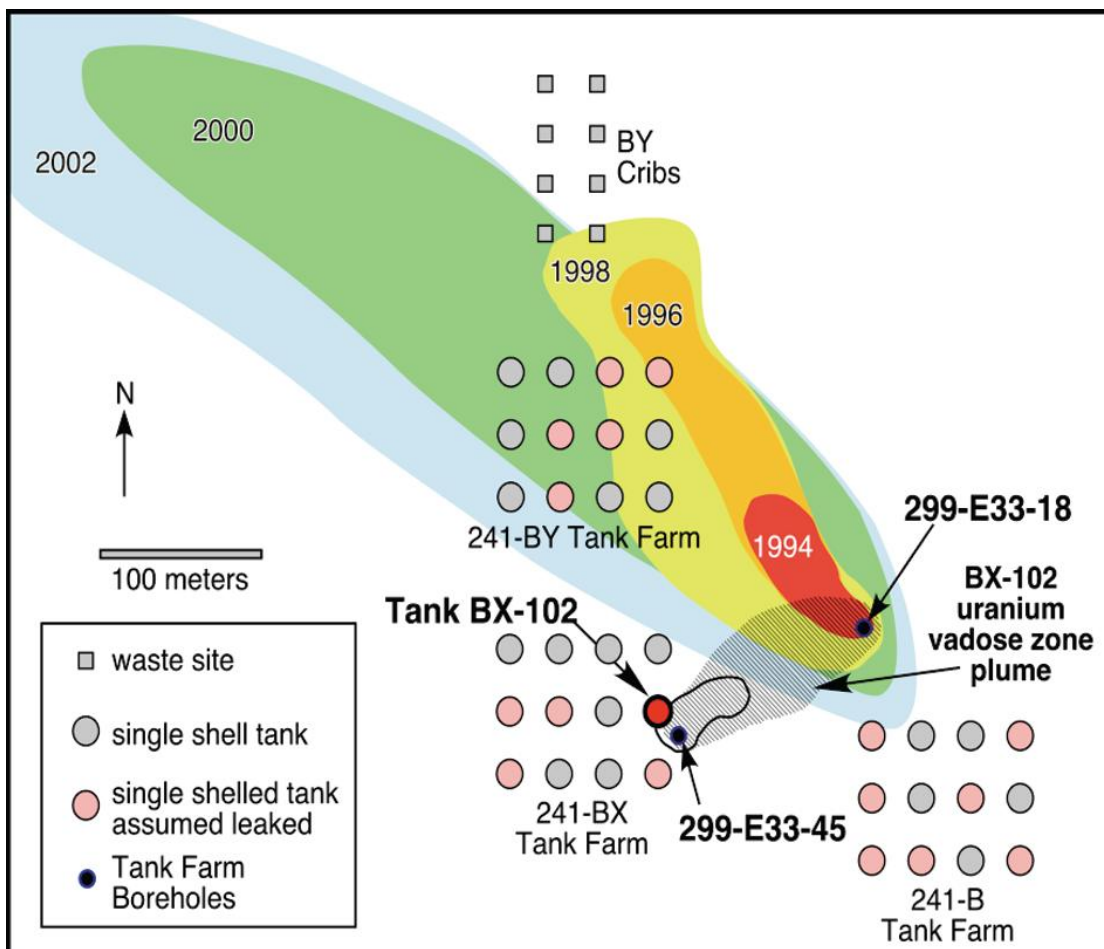 2002
2000
BY
Cribs
1998
1996
N
100 meters
241-BY Tank Farm
1994
299-E33-18
BX-102
uranium
vadose zone
plume
Tank BX-102
299-E33-45
241-BX
Tank Farm
241-B
Tank Farm
waste site
single shell tank
single shelled tank
assumed leaked
Tank Farm
Boreholes